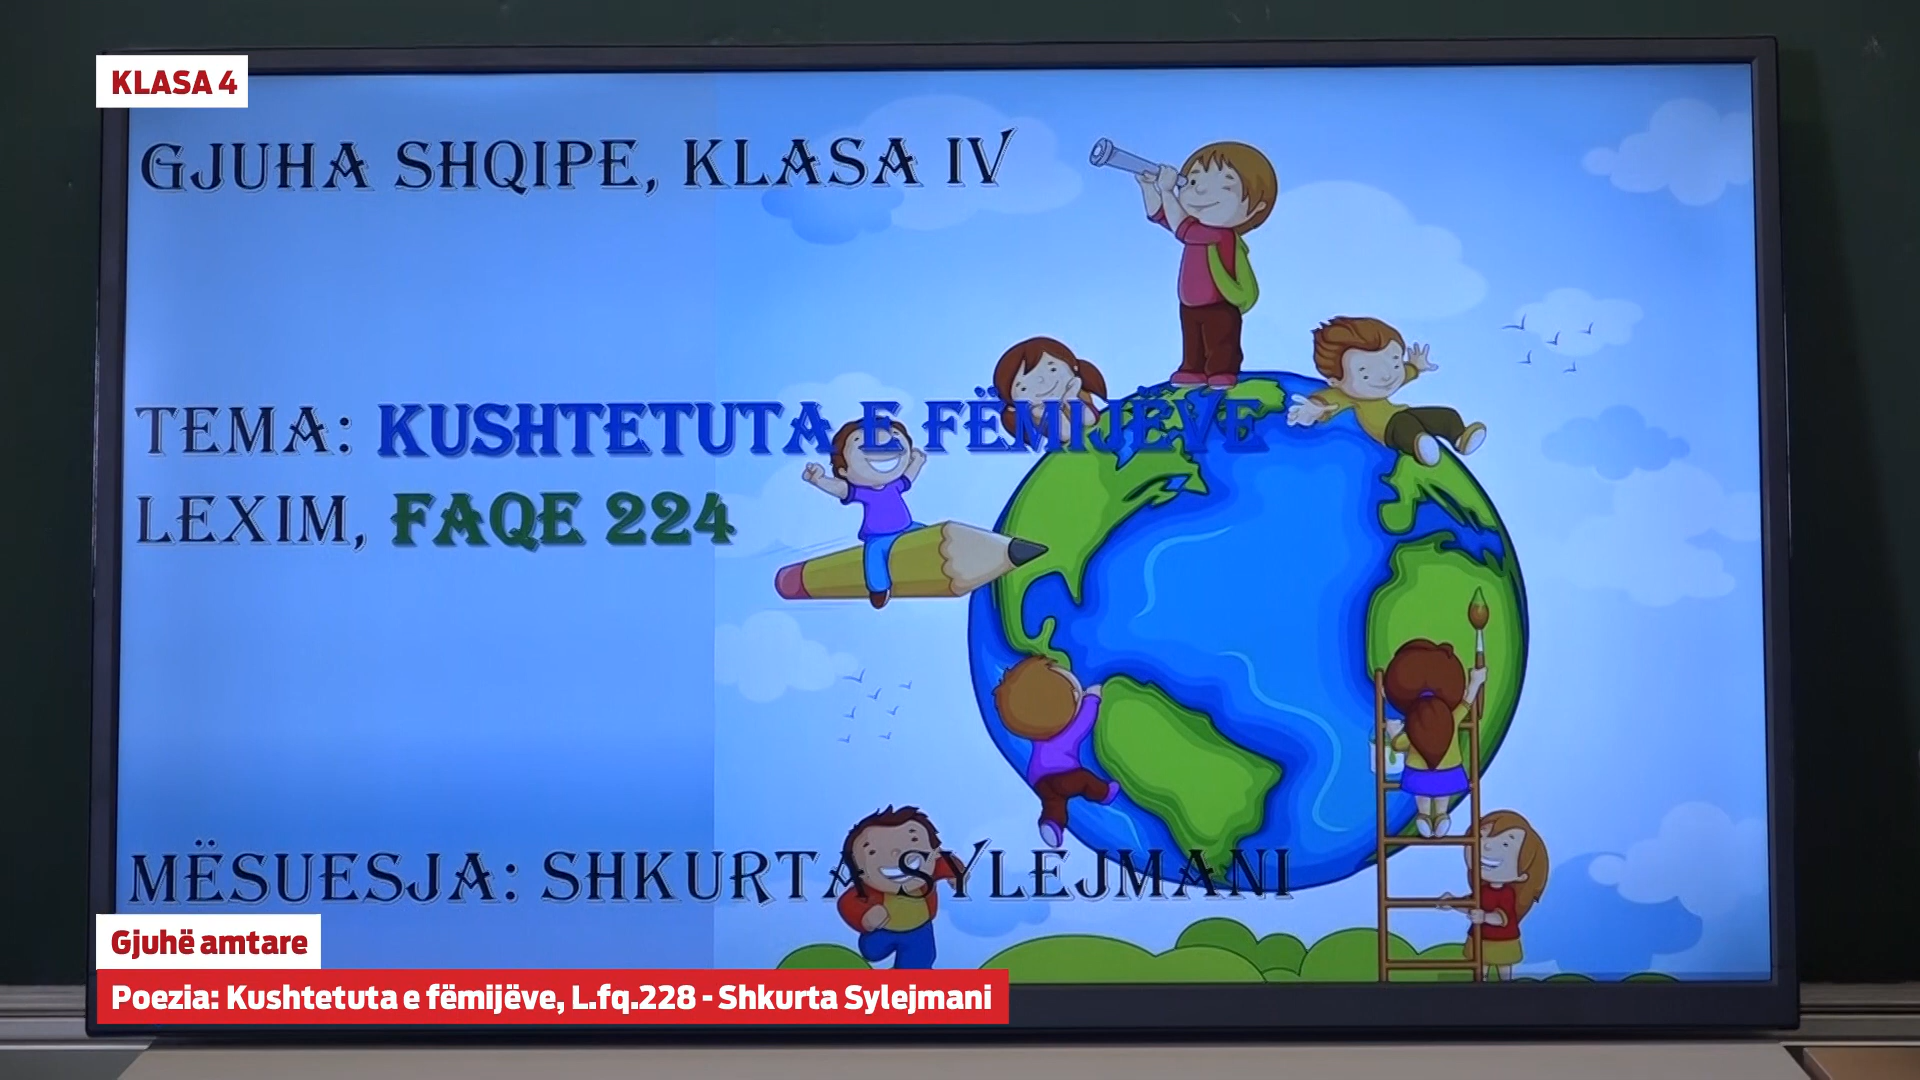 KLASA 4
GJUHA SHQIPE, KLASA IV
TEMA: KUSHTETUTA E FËMIJËVE
LEXIM, FAQE 224
MËSUESJA: SHKURTA SYLEJMANI
Gjuhë amtare
Poezia: Kushtetuta e fëmijëve, L.fq.228 - Shkurta Sylejmani